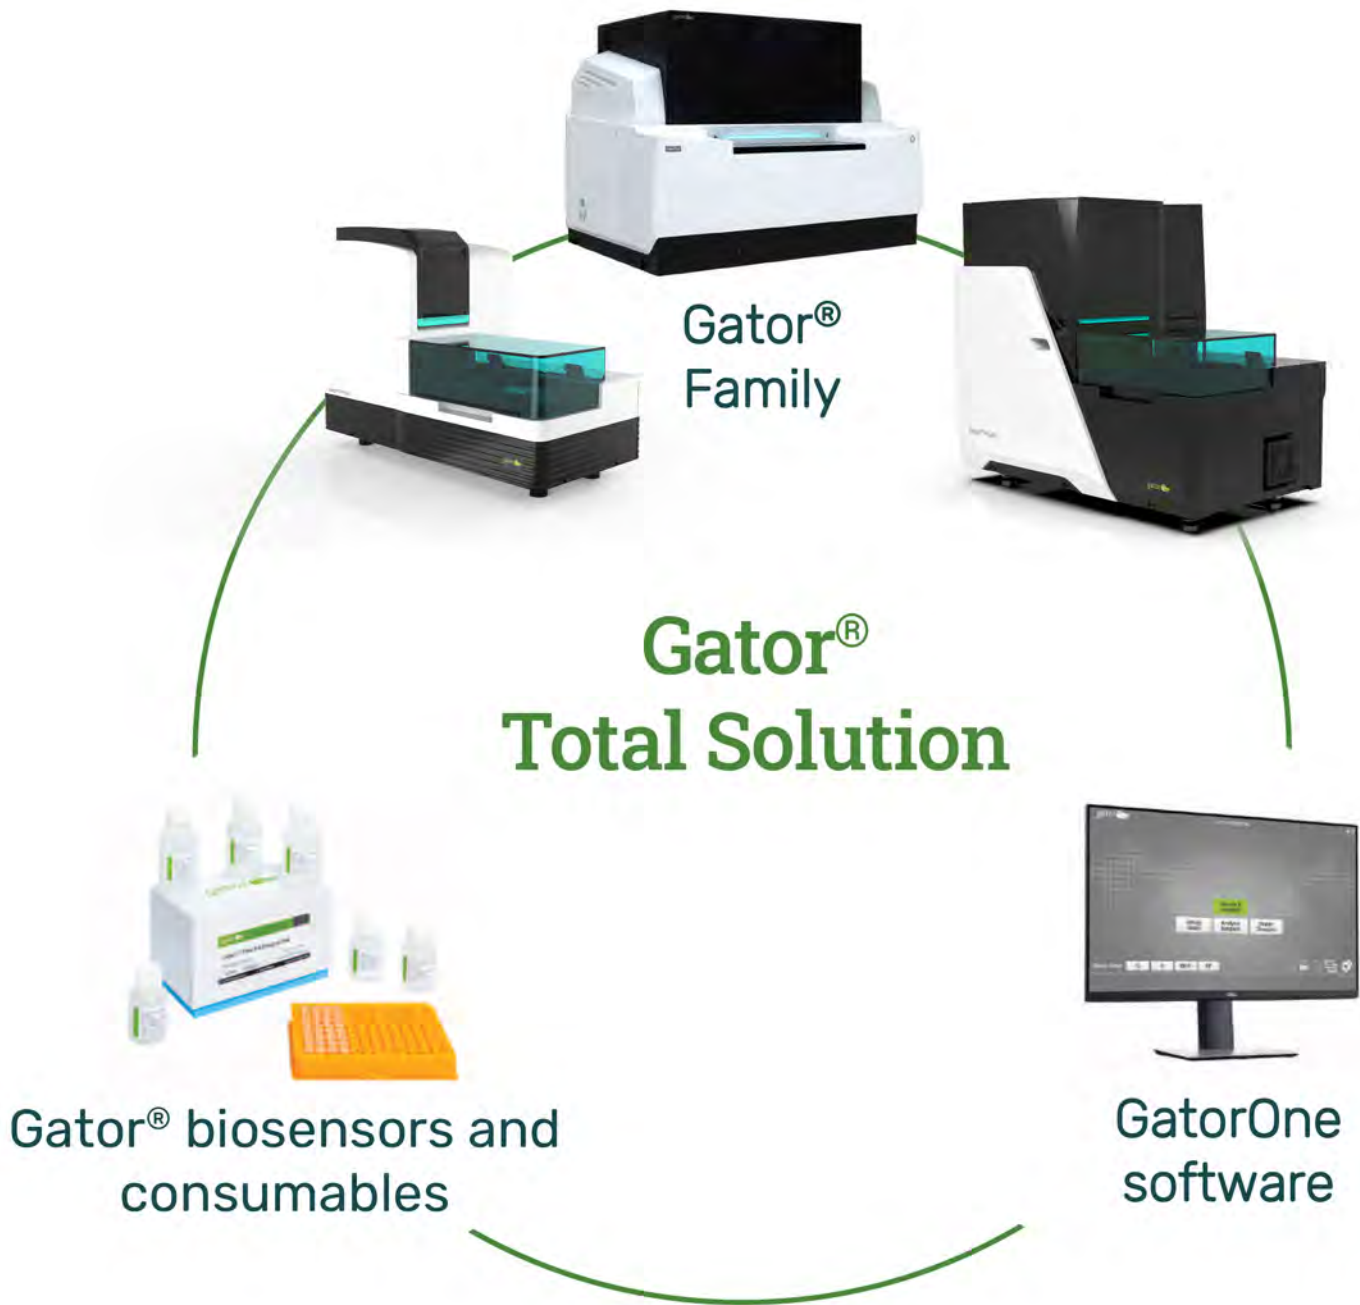 Gator®
Family
Gator®
Total Solution
Gator® biosensors and
consumables
GatorOne
software